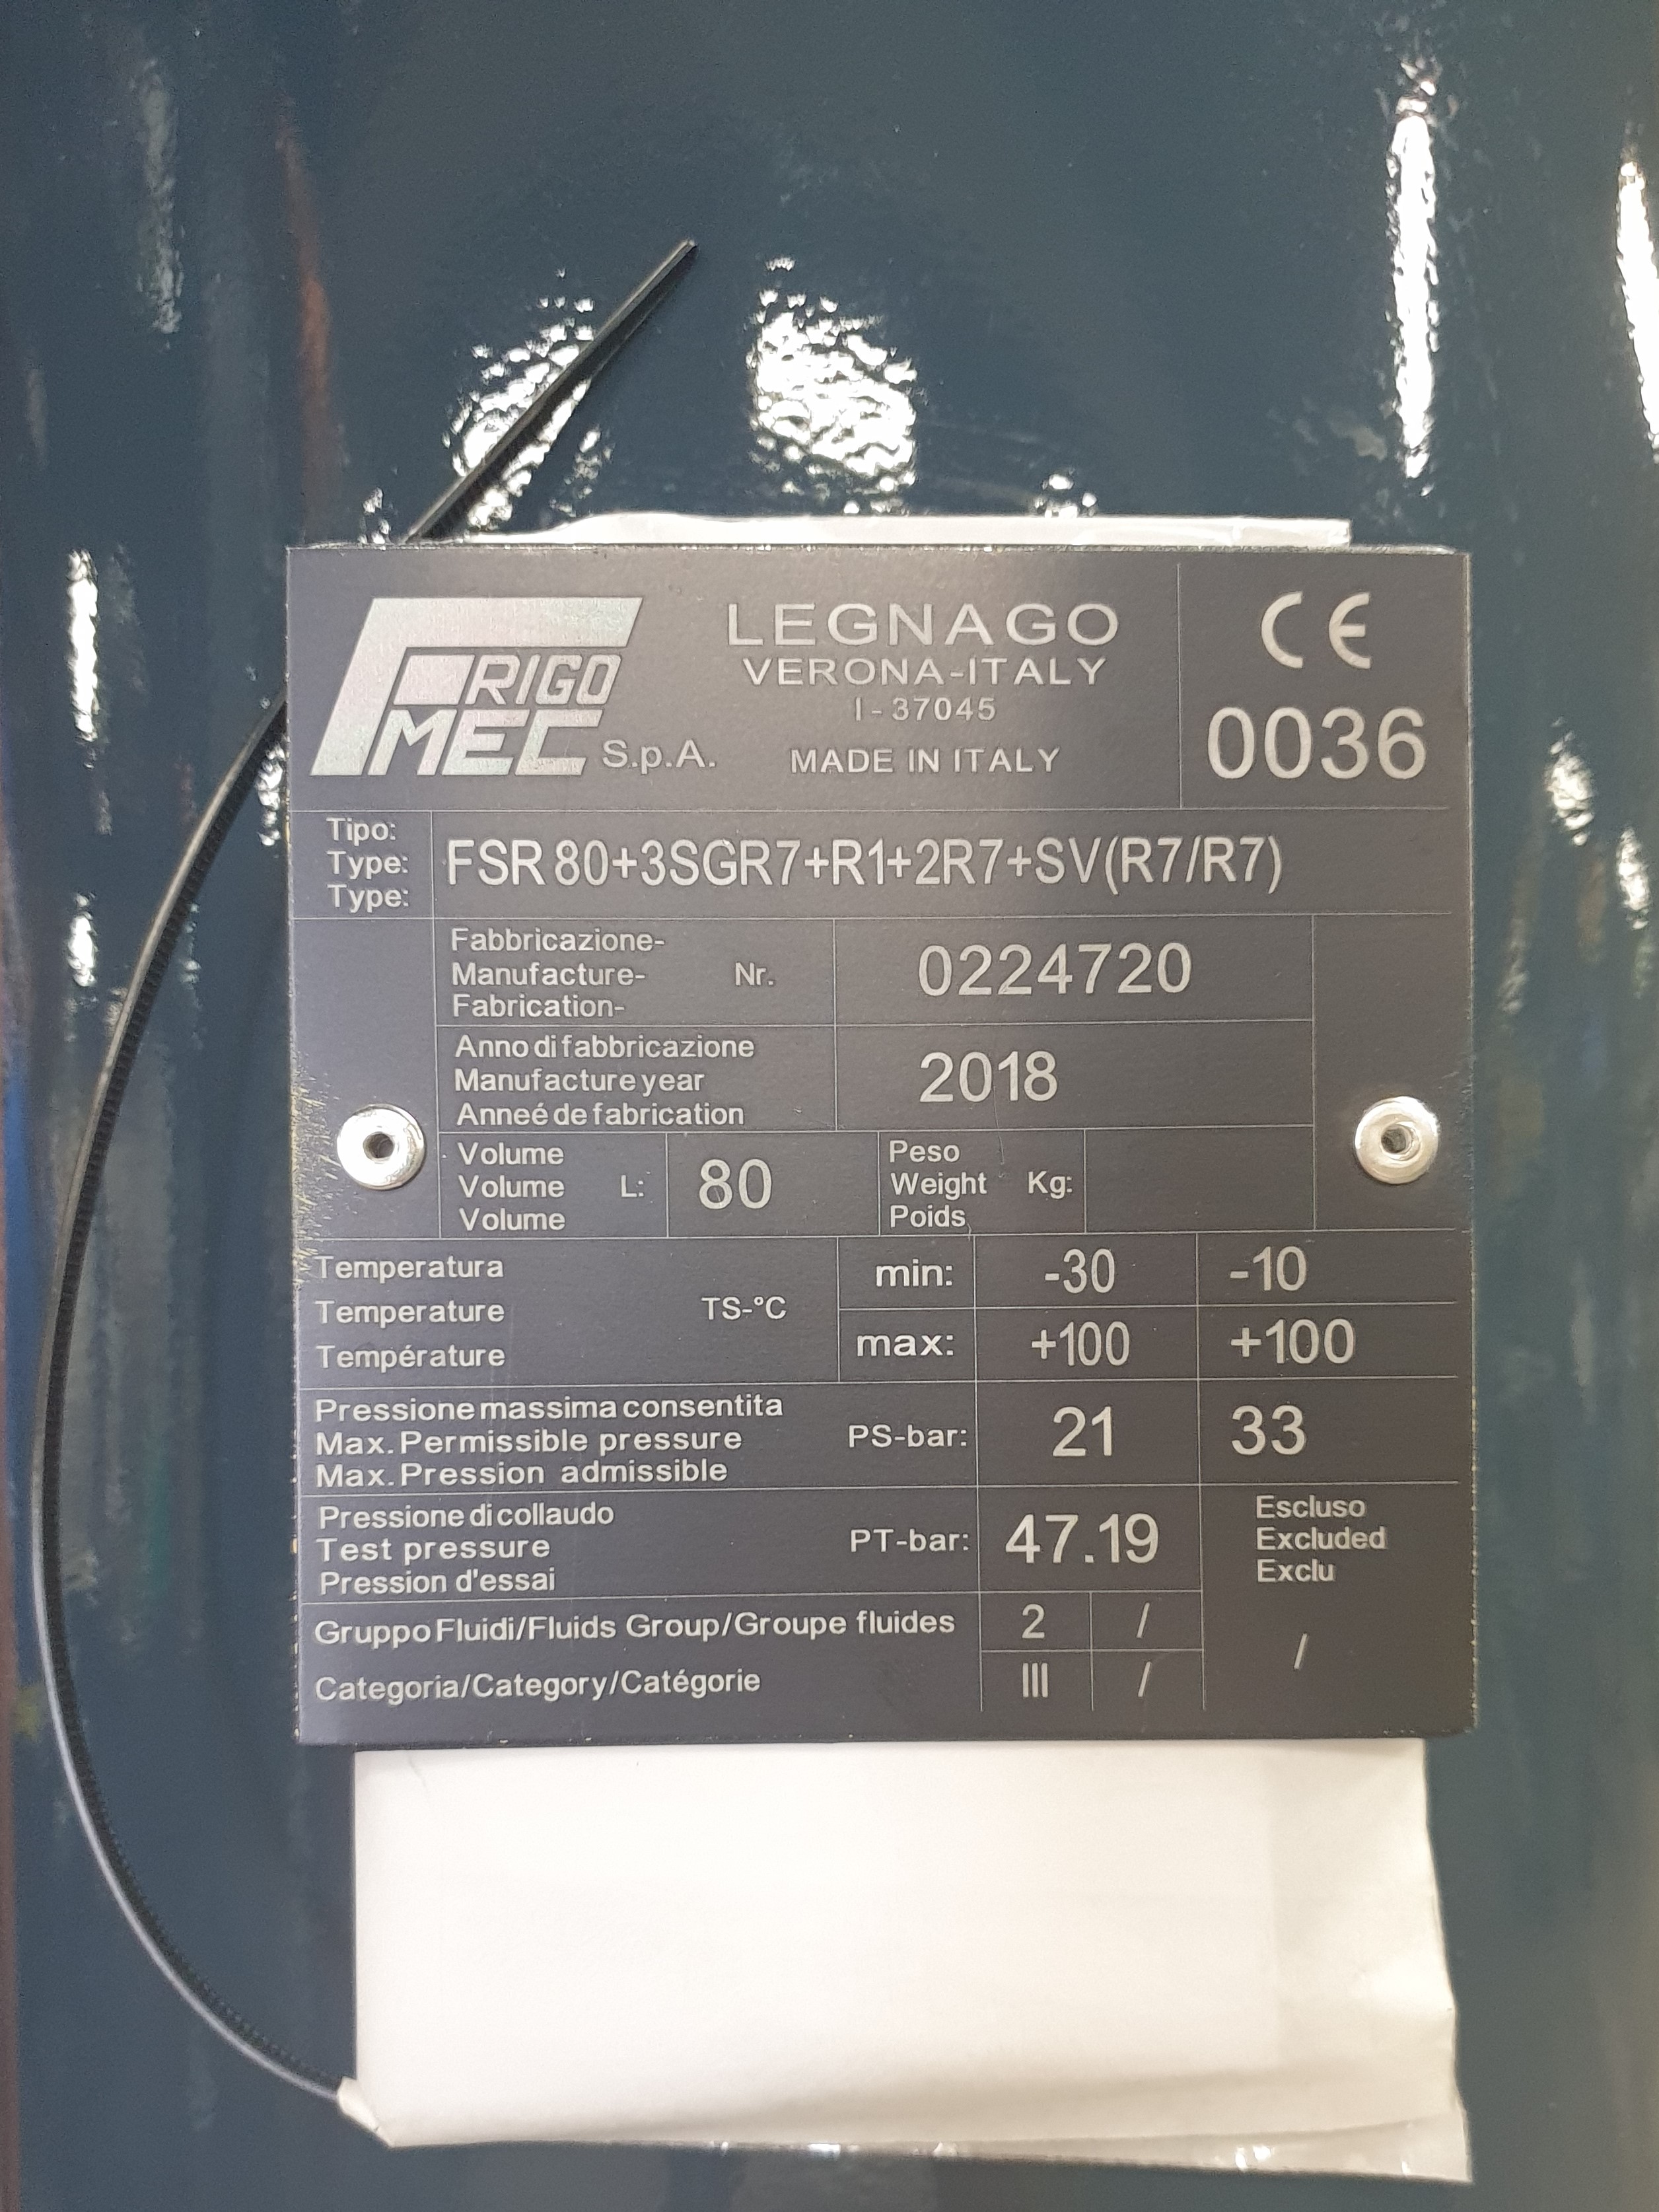 FRIGO
MEC S.p.A.
LEGNAGO
VERONA-ITALY
I-37045
MADE IN ITALY
CE
0036
Tipo:
Type:
Type:
FSR 80+3SGR7+R1+2R7+SV(R7/R7)
Fabbricazione-
Manufacture- Nr.
Fabrication-
0224720
Anno di fabbricazione
Manufacture year
Anneé de fabrication
2018
Volume
Volume L:
Volume
80
Peso
Weight Kg:
Poids
Temperatura
Temperature TS-°C
Température
min: -30 -10
max: +100 +100
Pressione massima consentita
Max. Permissible pressure PS-bar: 21 33
Max. Pression admissible
Pressione di collaudo
Test pressure PT-bar: 47.19
Pression d'essai
Escluso
Excluded
Exclu
/
Gruppo Fluidi/Fluids Group/Groupe fluides 2 /
Categoria/Category/Catégorie III /